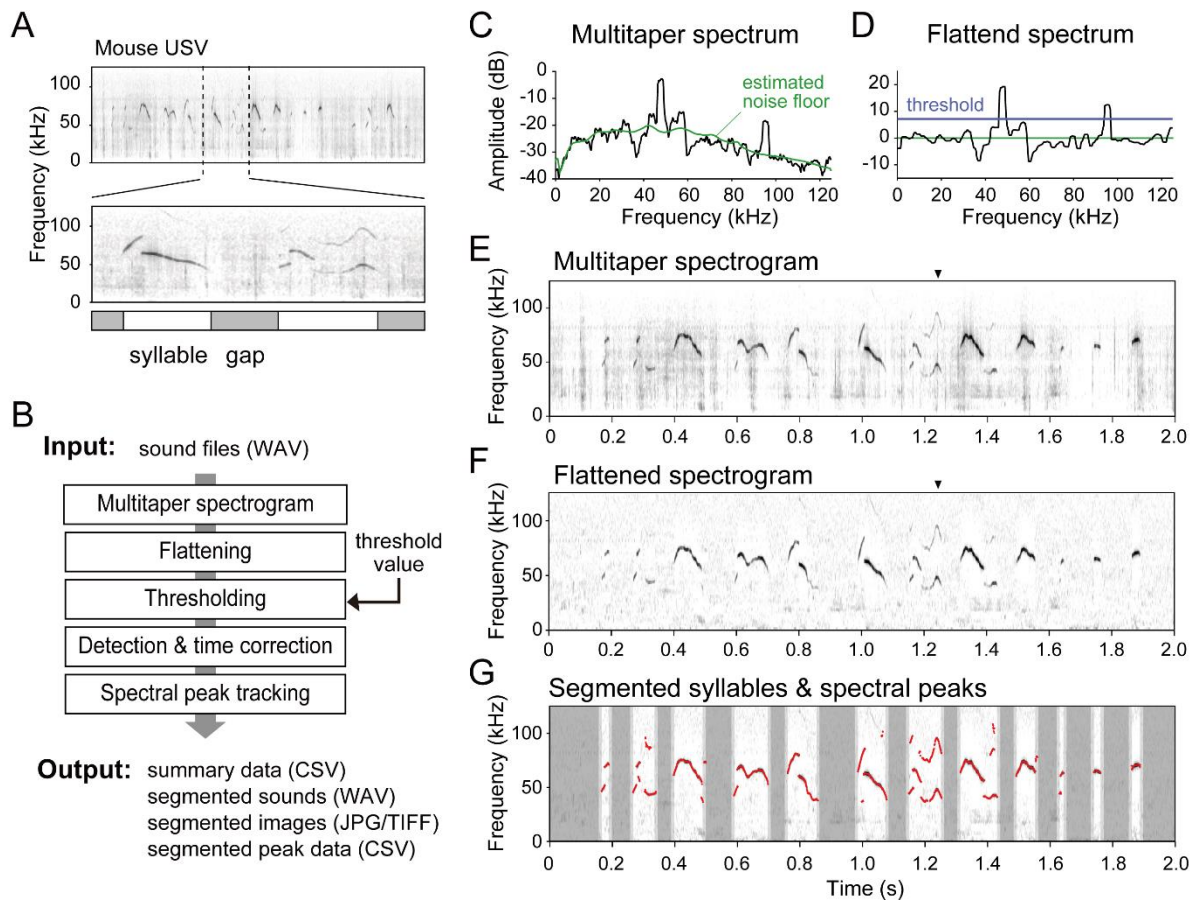 A
Mouse USV
Frequency (kHz)
100
50
0
100
50
0
syllable gap
B
Input: sound files (WAV)
Multitaper spectrogram
Flattening
Thresholding
threshold
value
Detection & time correction
Spectral peak tracking
Output: summary data (CSV)
segmented sounds (WAV)
segmented images (JPG/TIFF)
segmented peak data (CSV)
C
Multitaper spectrum
Amplitude (dB)
0
-10
-20
-30
-40
estimated
noise floor
0 20 40 60 80 100 120
Frequency (kHz)
D
Flattend spectrum
20
10
0
-10
threshold
0 20 40 60 80 100 120
Frequency (kHz)
E
Multitaper spectrogram
Frequency (kHz)
100
50
0
0 0.2 0.4 0.6 0.8 1.0 1.2 1.4 1.6 1.8 2.0
F
Flattened spectrogram
Frequency (kHz)
100
50
0
0 0.2 0.4 0.6 0.8 1.0 1.2 1.4 1.6 1.8 2.0
G
Segmented syllables & spectral peaks
Frequency (kHz)
100
50
0
0 0.2 0.4 0.6 0.8 1.0 1.2 1.4 1.6 1.8 2.0
Time (s)